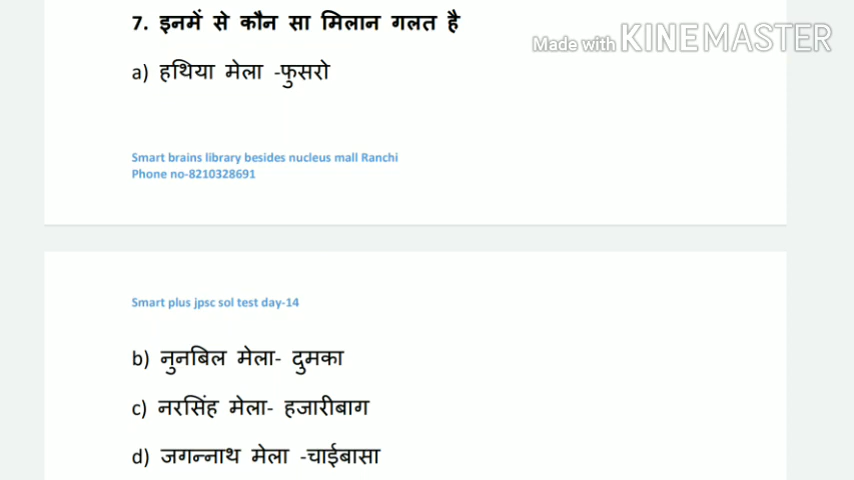 7. इनमें से कौन सा मिलान गलत है
Made with KINEMASTER
a) हथिया मेला -फुसरो
Smart brains library besides nucleus mall Ranchi
Phone no-8210328691
Smart plus jpsc sol test day-14
b) नुनबिल मेला- दुमका
c) नरसिंह मेला- हजारीबाग
d) जगन्नाथ मेला -चाईबासा